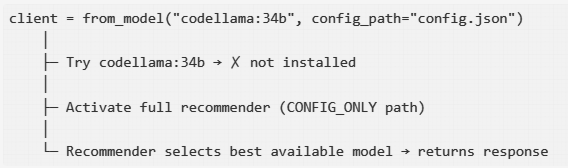 client = from_model("codellama:34b", config_path="config.json")
│
├─ Try codellama:34b → ✗ not installed
│
├─ Activate full recommender (CONFIG_ONLY path)
│
└─ Recommender selects best available model → returns response